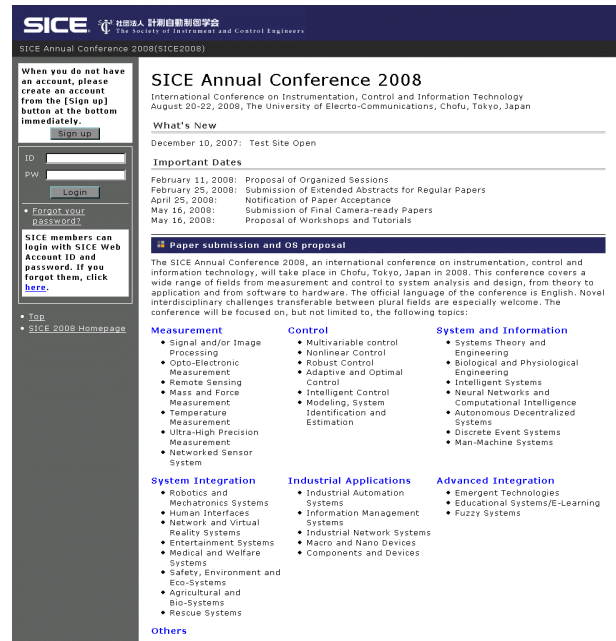 SICE 社団法人 計測自動制御学会
The Society of Instrument and Control Engineers
SICE Annual Conference 2008(SICE2008)
When you do not have
an account, please
create an account
from the [Sign up]
button at the bottom
immediately.
Sign up
ID
PW
Login
Forgot your
password?
SICE members can
login with SICE Web
Account ID and
password. If you
forgot them, click
here.
Top
SICE 2008 Homepage
SICE Annual Conference 2008
International Conference on Instrumentation, Control and Information Technology
August 20-22, 2008, The University of Elecrto-Communications, Chofu, Tokyo, Japan
What's New
December 10, 2007: Test Site Open
Important Dates
February 11, 2008: Proposal of Organized Sessions
February 25, 2008: Submission of Extended Abstracts for Regular Papers
April 25, 2008: Notification of Paper Acceptance
May 16, 2008: Submission of Final Camera-ready Papers
May 16, 2008: Proposal of Workshops and Tutorials
Paper submission and OS proposal
The SICE Annual Conference 2008, an international conference on instrumentation, control and
information technology, will take place in Chofu, Tokyo, Japan in 2008. This conference covers a
wide range of fields from measurement and control to system analysis and design, from theory to
application and from software to hardware. The official language of the conference is English. Novel
interdisciplinary challenges transferable between plural fields are especially welcome. The
conference will be focused on, but not limited to, the following topics:
Measurement
Signal and/or Image
Processing
Opto-Electronic
Measurement
Remote Sensing
Mass and Force
Measurement
Temperature
Measurement
Ultra-High Precision
Measurement
Networked Sensor
System
Control
Multivariable control
Nonlinear Control
Robust Control
Adaptive and Optimal
Control
Intelligent Control
Modeling, System
Identification and
Estimation
System and Information
Systems Theory and
Engineering
Biological and Physiological
Engineering
Intelligent Systems
Neural Networks and
Computational Intelligence
Autonomous Decentralized
Systems
Discrete Event Systems
Man-Machine Systems
System Integration
Robotics and
Mechatronics Systems
Human Interfaces
Network and Virtual
Reality Systems
Entertainment Systems
Medical and Welfare
Systems
Safety, Environment and
Eco-Systems
Agricultural and
Bio-Systems
Rescue Systems
Industrial Applications
Industrial Automation
Systems
Information Management
Systems
Industrial Network Systems
Macro and Nano Devices
Components and Devices
Advanced Integration
Emergent Technologies
Educational Systems/E-Learning
Fuzzy Systems
Others